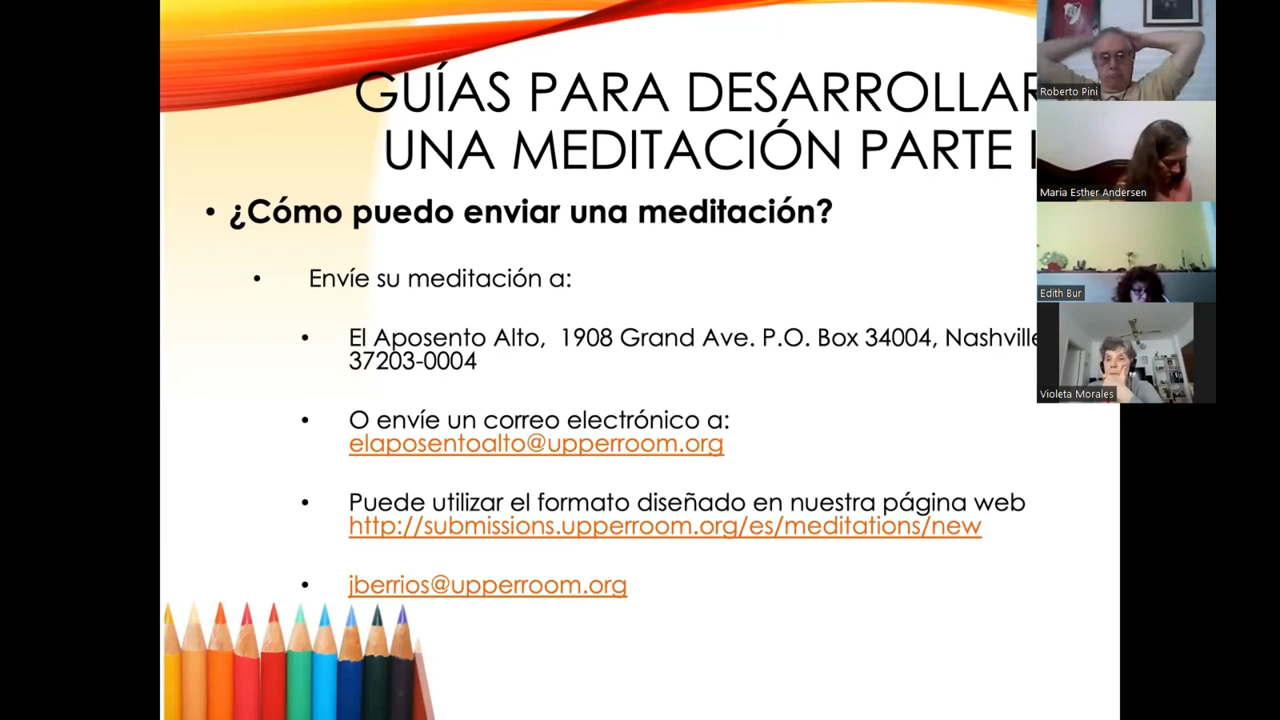 GUÍAS PARA DESARROLLAR
UNA MEDITACIÓN PARTE
• ¿Cómo puedo enviar una meditación?
• Envíe su meditación a:
• El Aposento Alto, 1908 Grand Ave. P.O. Box 34004, Nashville
37203-0004
• O envíe un correo electrónico a:
elaposentoalto@upperroom.org
• Puede utilizar el formato diseñado en nuestra página web
http://submissions.upperroom.org/es/meditations/new
• jberrios@upperroom.org
Roberto Pini
Maria Esther Andersen
Edith Bur
Violeta Morales